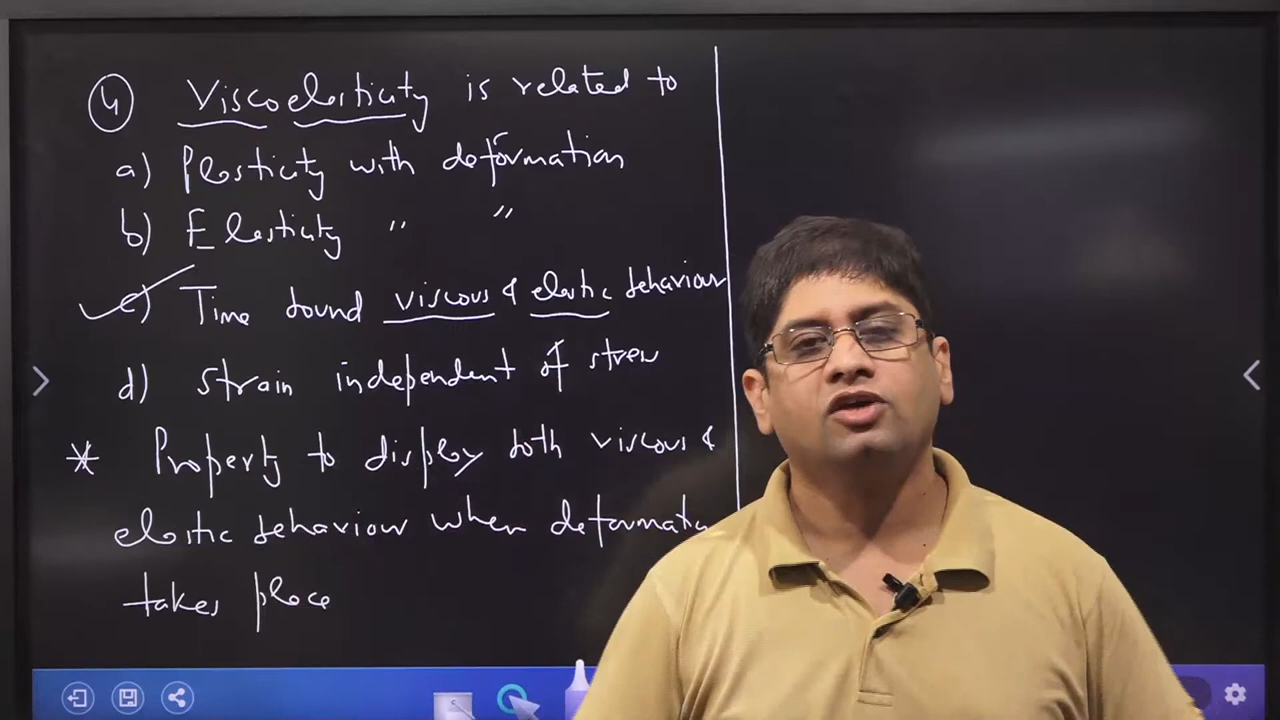 4 Viscoelasticity is related to
a) Plasticity with deformation
b) Elasticity " "
c) Time bound viscous & elastic behaviour
d) Strain independent of stress
* Property to display both viscous &
elastic behaviour when deformation
takes place